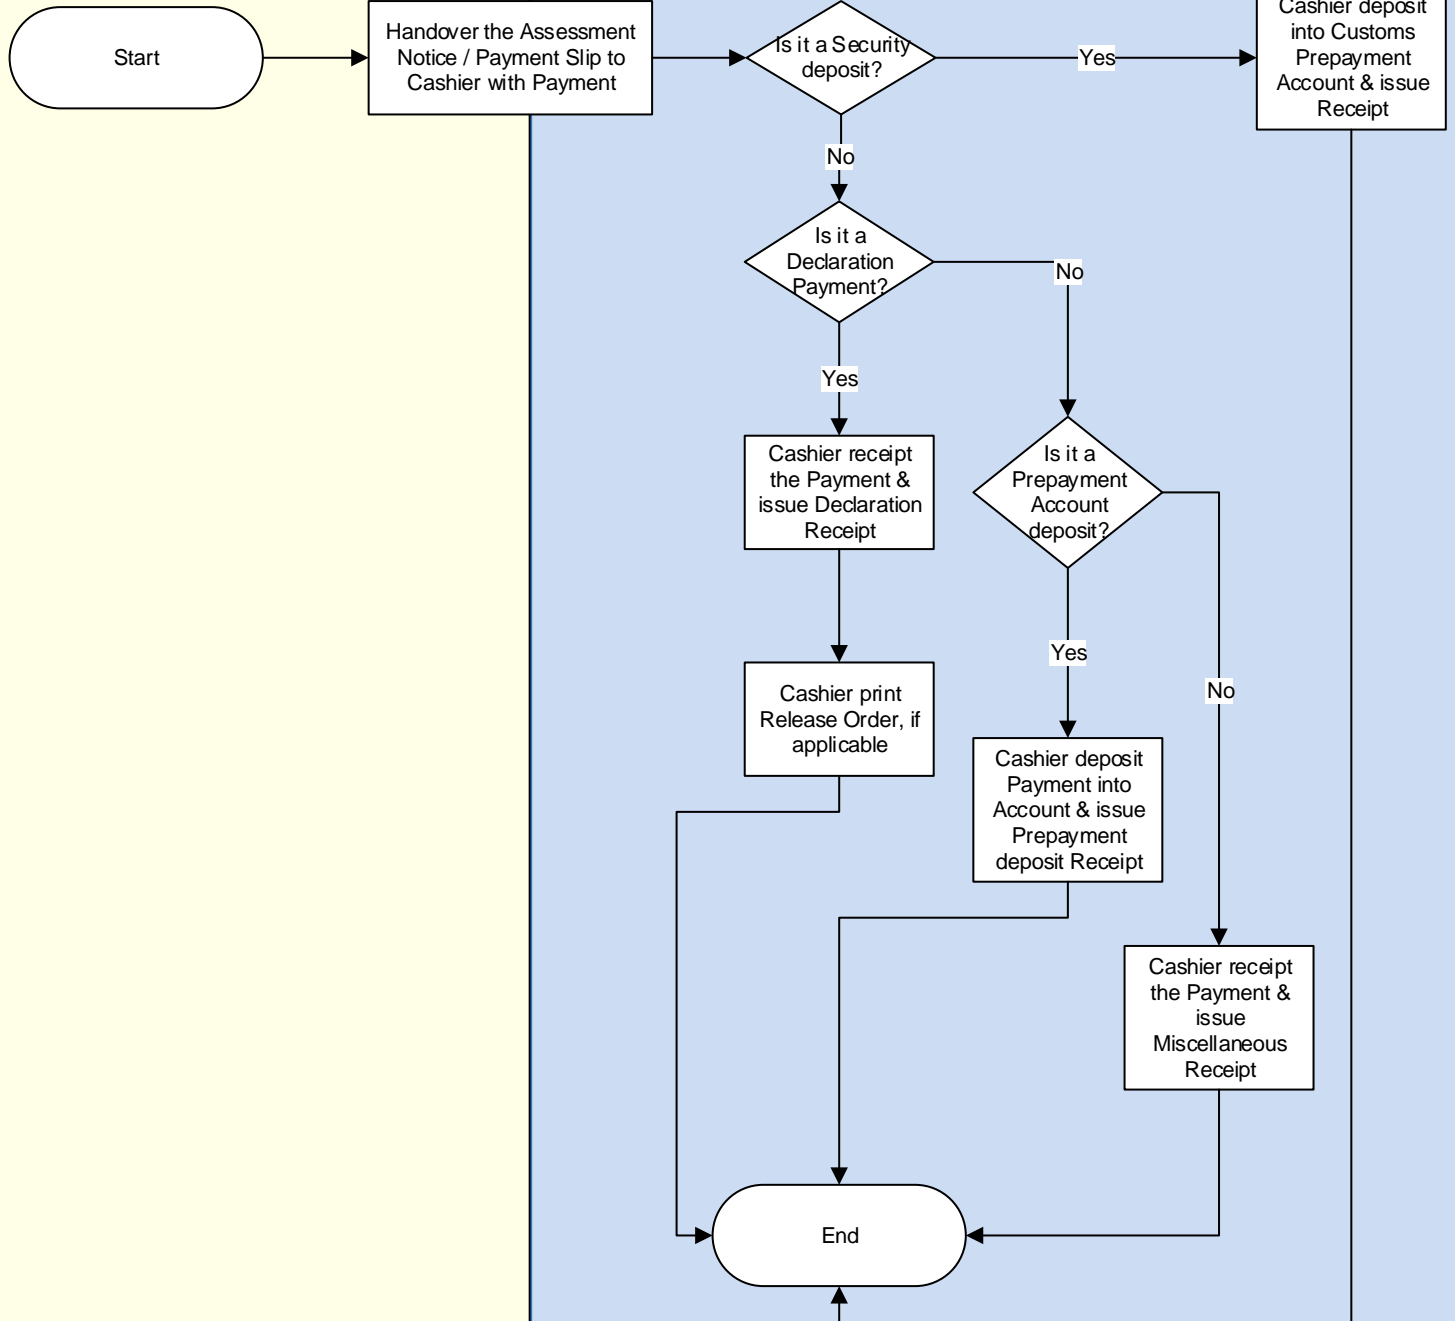 Start
Handover the Assessment
Notice / Payment Slip to
Cashier with Payment
Is it a Security
deposit?
Yes
Cashier deposit
into Customs
Prepayment
Account & issue
Receipt
No
Is it a
Declaration
Payment?
No
Yes
Cashier receipt
the Payment &
issue Declaration
Receipt
Is it a
Prepayment
Account
deposit?
Yes
No
Cashier print
Release Order, if
applicable
Cashier deposit
Payment into
Account & issue
Prepayment
deposit Receipt
Cashier receipt
the Payment &
issue
Miscellaneous
Receipt
End